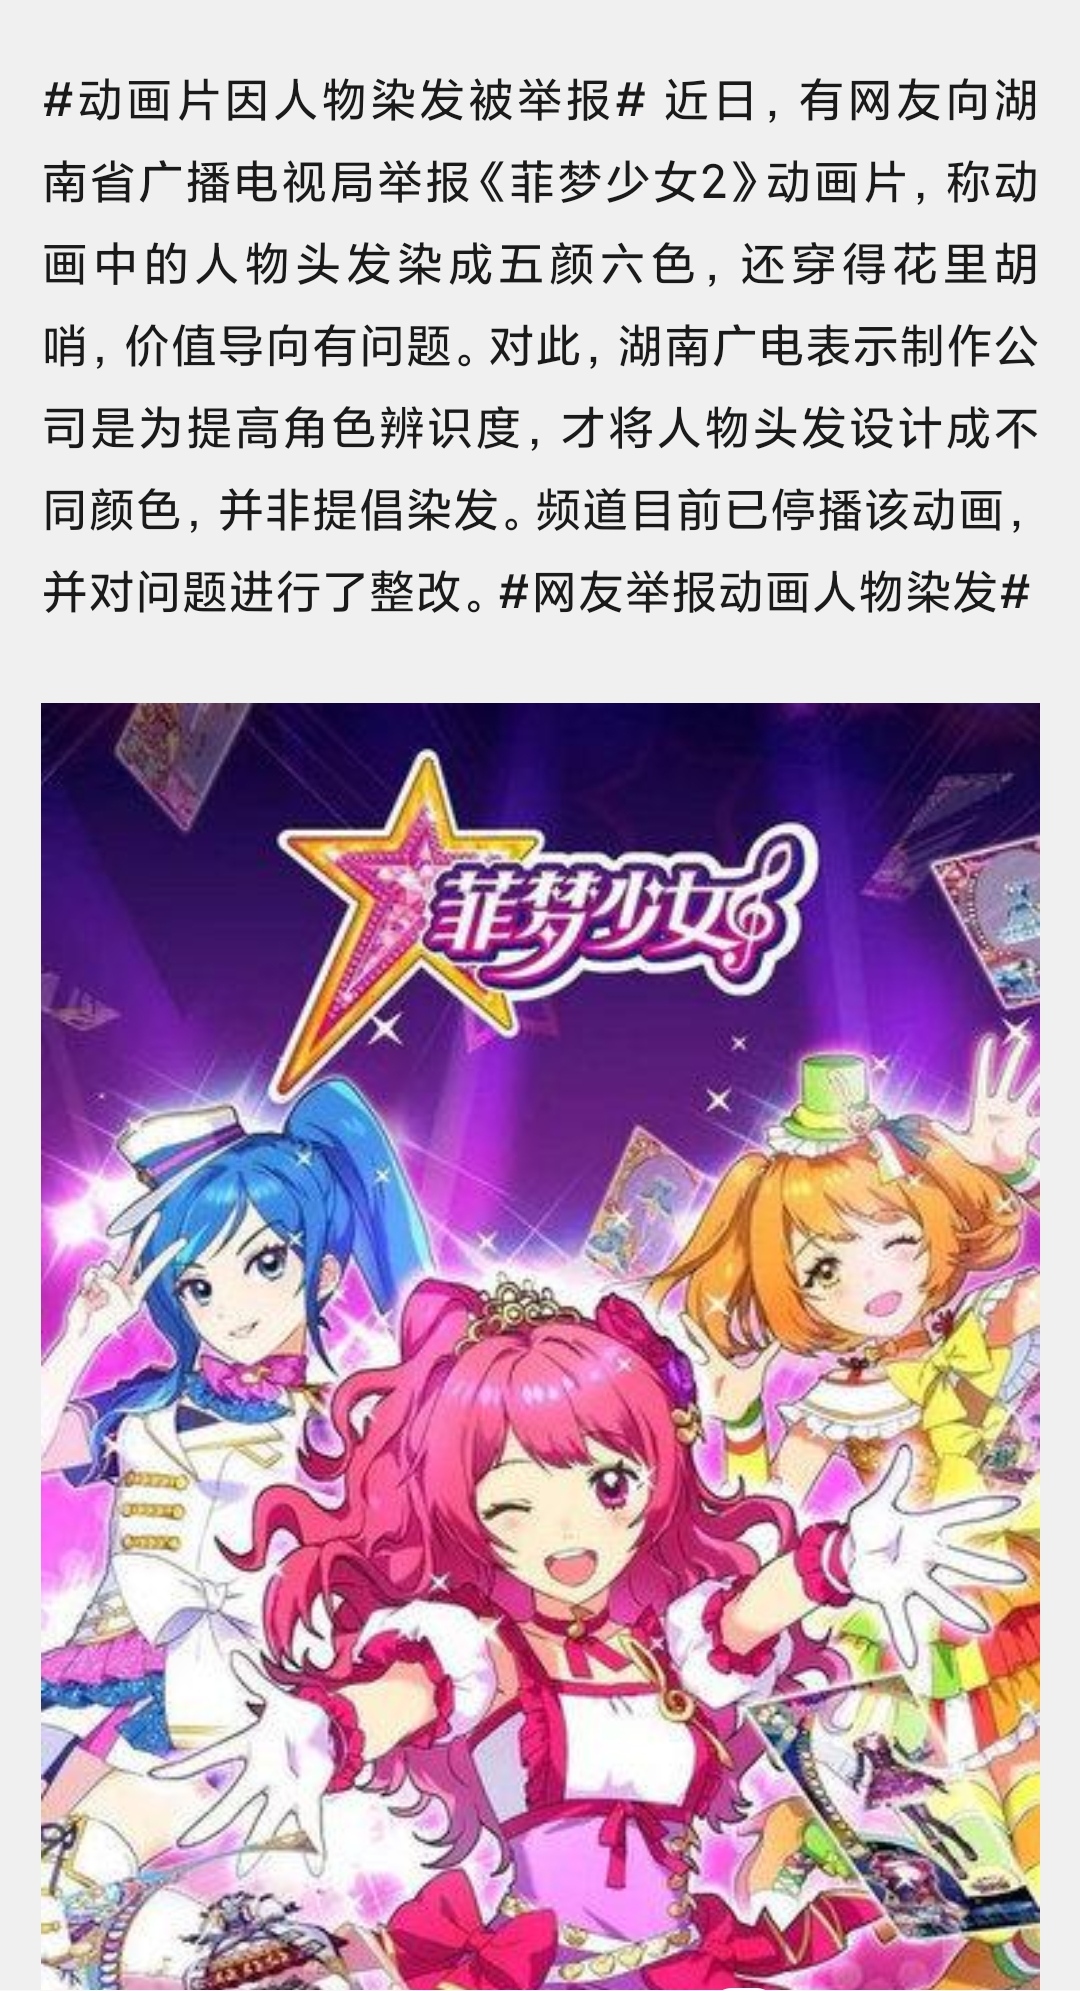 #动画片因人物染发被举报# 近日，有网友向湖
南省广播电视局举报《菲梦少女2》动画片，称动
画中的人物头发染成五颜六色，还穿得花里胡
哨，价值导向有问题。对此，湖南广电表示制作公
司是为提高角色辨识度，才将人物头发设计成不
同颜色，并非提倡染发。频道目前已停播该动画，
并对问题进行了整改。#网友举报动画人物染发#
菲梦少女